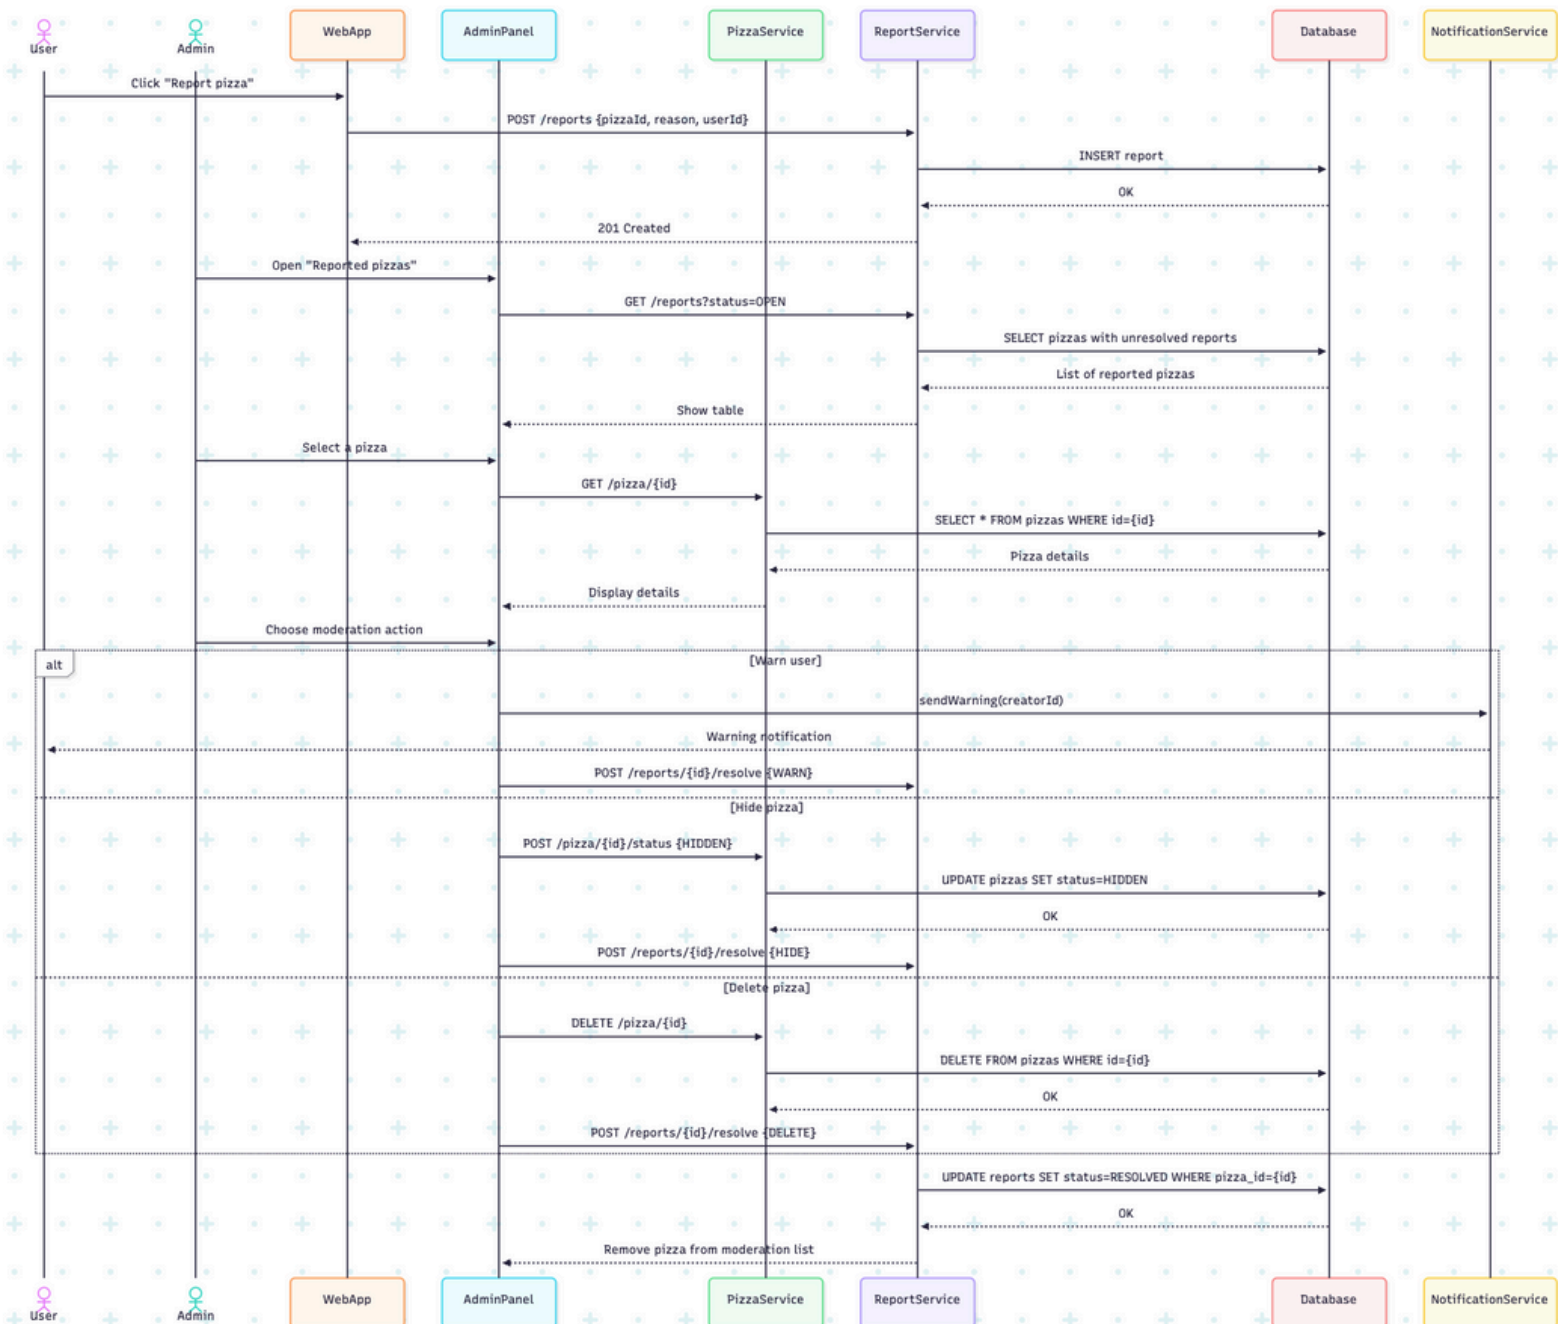 User
Admin
WebApp
AdminPanel
PizzaService
ReportService
Database
NotificationService
Click "Report pizza"
POST /reports {pizzaId, reason, userId}
INSERT report
OK
201 Created
Open "Reported pizzas"
GET /reports?status=OPEN
SELECT pizzas with unresolved reports
List of reported pizzas
Show table
Select a pizza
GET /pizza/{id}
SELECT * FROM pizzas WHERE id={id}
Pizza details
Display details
Choose moderation action
alt
[Warn user]
sendWarning(creatorId)
Warning notification
POST /reports/{id}/resolve {WARN}
[Hide pizza]
POST /pizza/{id}/status {HIDDEN}
UPDATE pizzas SET status=HIDDEN
OK
POST /reports/{id}/resolve {HIDE}
[Delete pizza]
DELETE /pizza/{id}
DELETE FROM pizzas WHERE id={id}
OK
POST /reports/{id}/resolve {DELETE}
UPDATE reports SET status=RESOLVED WHERE pizza_id={id}
OK
Remove pizza from moderation list
User
Admin
WebApp
AdminPanel
PizzaService
ReportService
Database
NotificationService